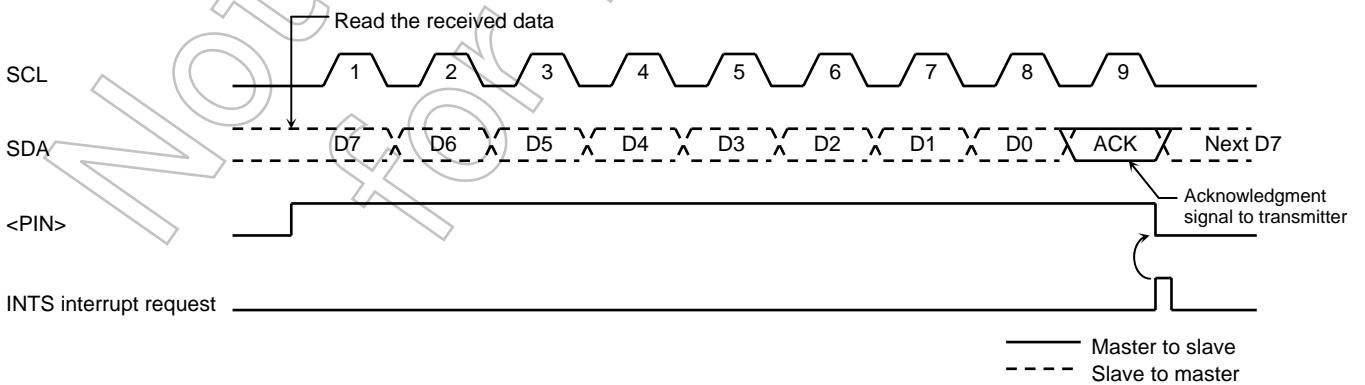 Read the received data
SCL 1 2 3 4 5 6 7 8 9
SDA D7 D6 D5 D4 D3 D2 D1 D0 ACK Next D7
Acknowledgment
signal to transmitter
<PIN>
INTS interrupt request
Master to slave
Slave to master
Not
for